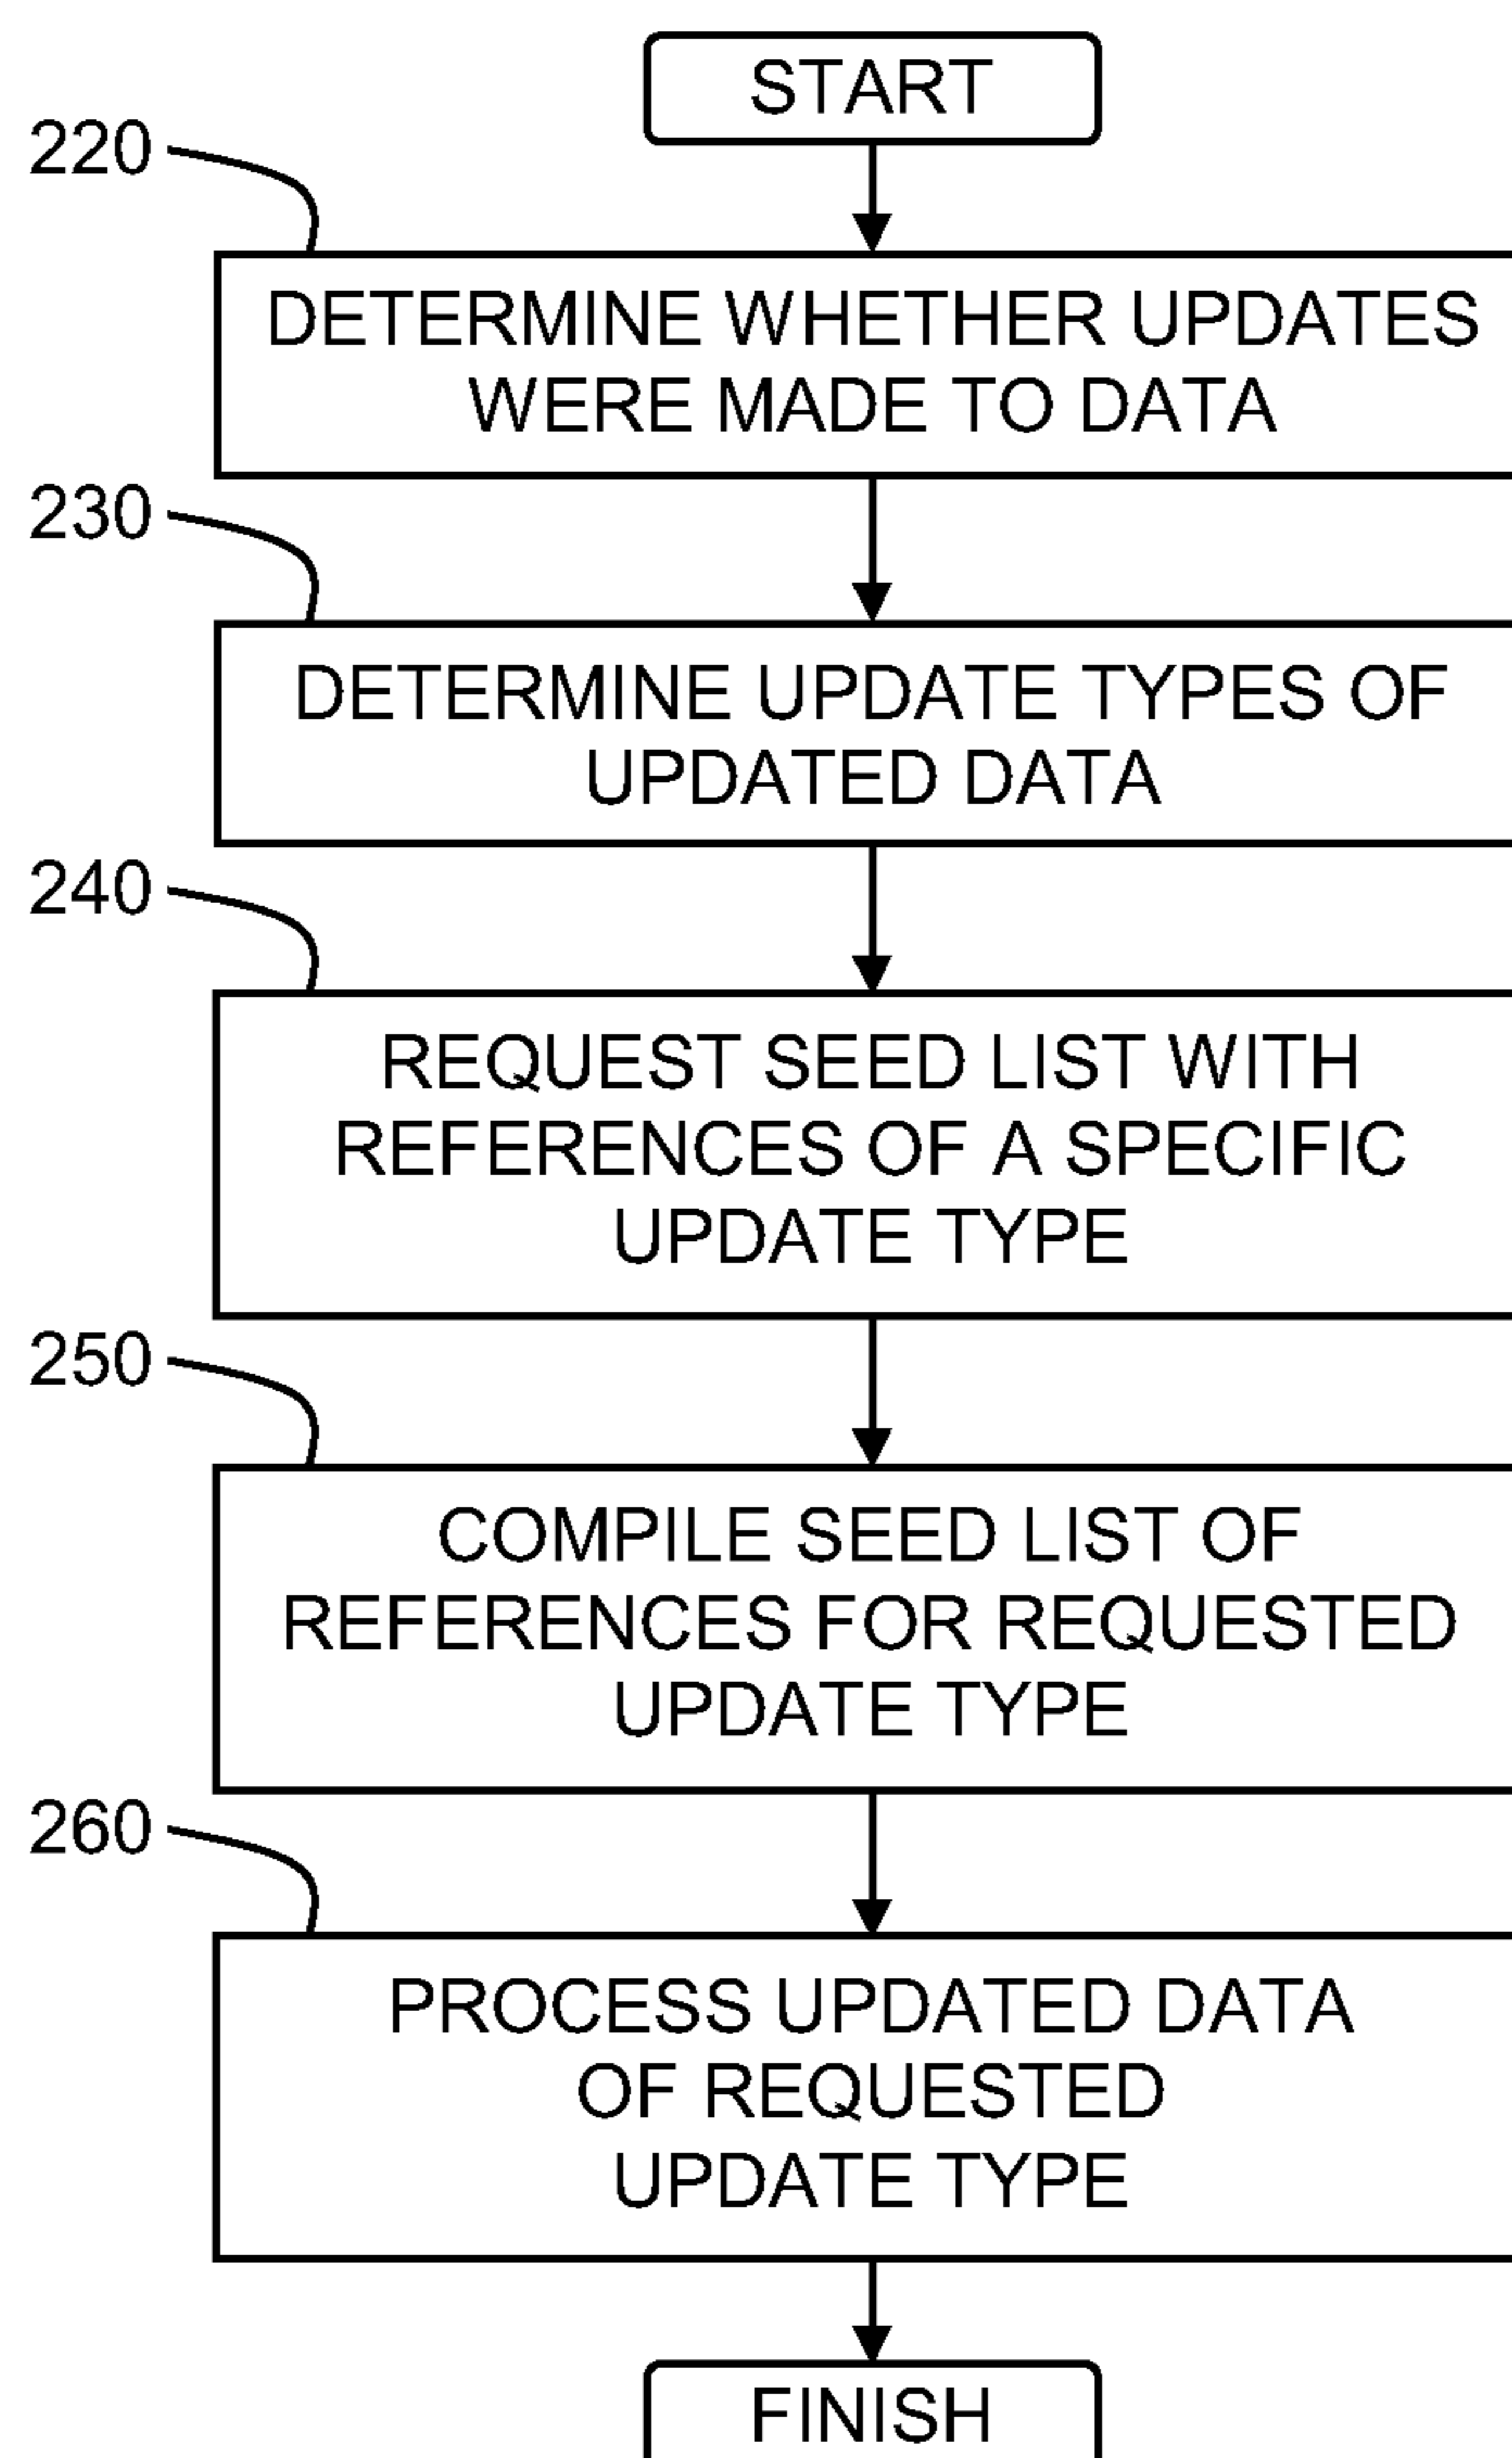 START
220
DETERMINE WHETHER UPDATES
WERE MADE TO DATA
230
DETERMINE UPDATE TYPES OF
UPDATED DATA
240
REQUEST SEED LIST WITH
REFERENCES OF A SPECIFIC
UPDATE TYPE
250
COMPILE SEED LIST OF
REFERENCES FOR REQUESTED
UPDATE TYPE
260
PROCESS UPDATED DATA
OF REQUESTED
UPDATE TYPE
FINISH